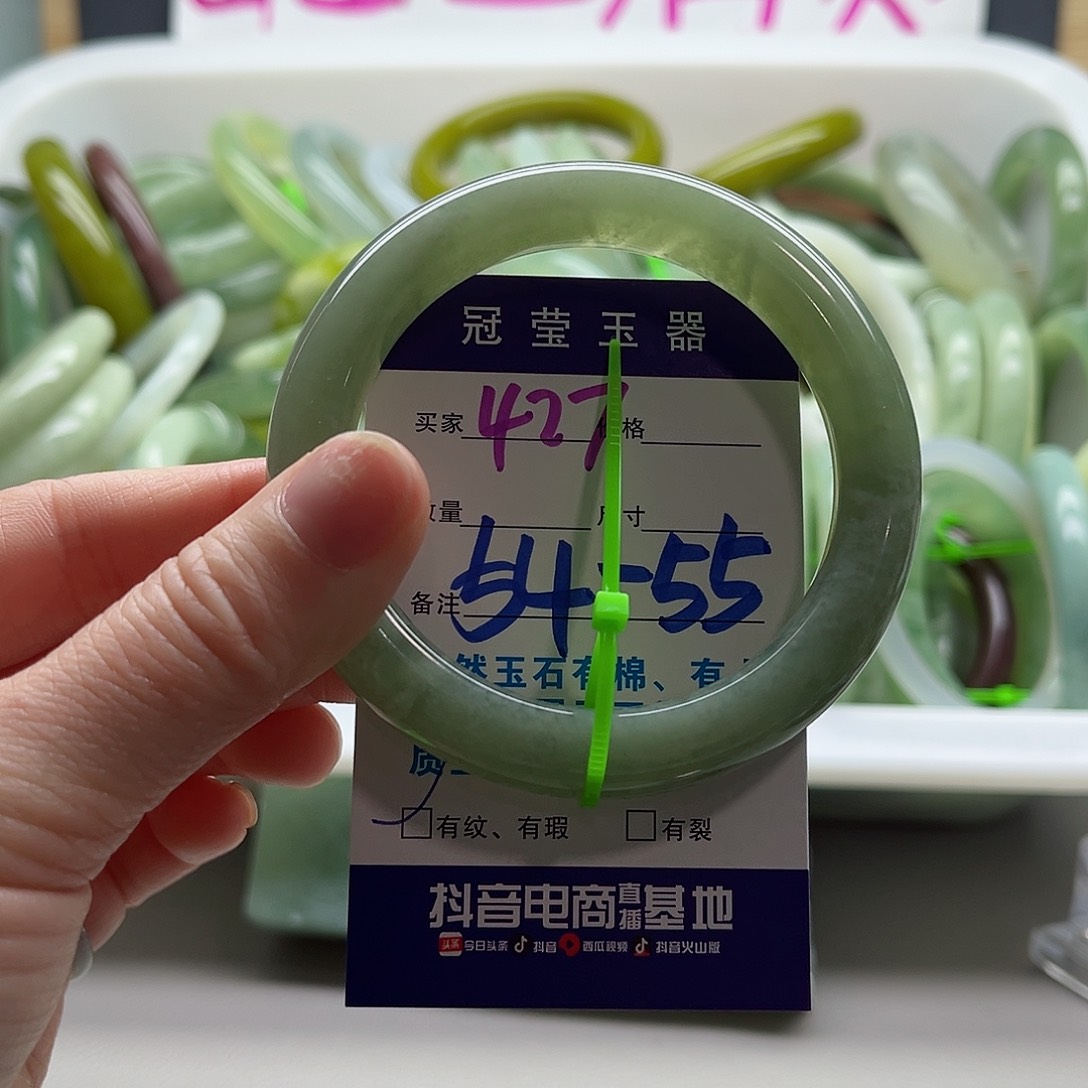 冠莹玉器
买家 427 格
量 尺寸
备注 54-55
然玉石有棉、有
质
有纹、有瑕 有裂
抖音电商直播基地
头条 今日头条 抖音 西瓜视频 抖音火山版